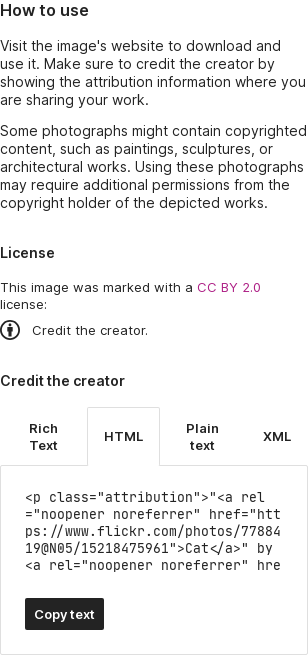 How to use
Visit the image's website to download and
use it. Make sure to credit the creator by
showing the attribution information where you
are sharing your work.
Some photographs might contain copyrighted
content, such as paintings, sculptures, or
architectural works. Using these photographs
may require additional permissions from the
copyright holder of the depicted works.
License
This image was marked with a CC BY 2.0
license:
Credit the creator.
Credit the creator
Rich Text
HTML
Plain text
XML
<p class="attribution">"<a rel
="noopener noreferrer" href="htt
ps://www.flickr.com/photos/77884
19@N05/15218475961">Cat</a>" by
<a rel="noopener noreferrer" hre
Copy text